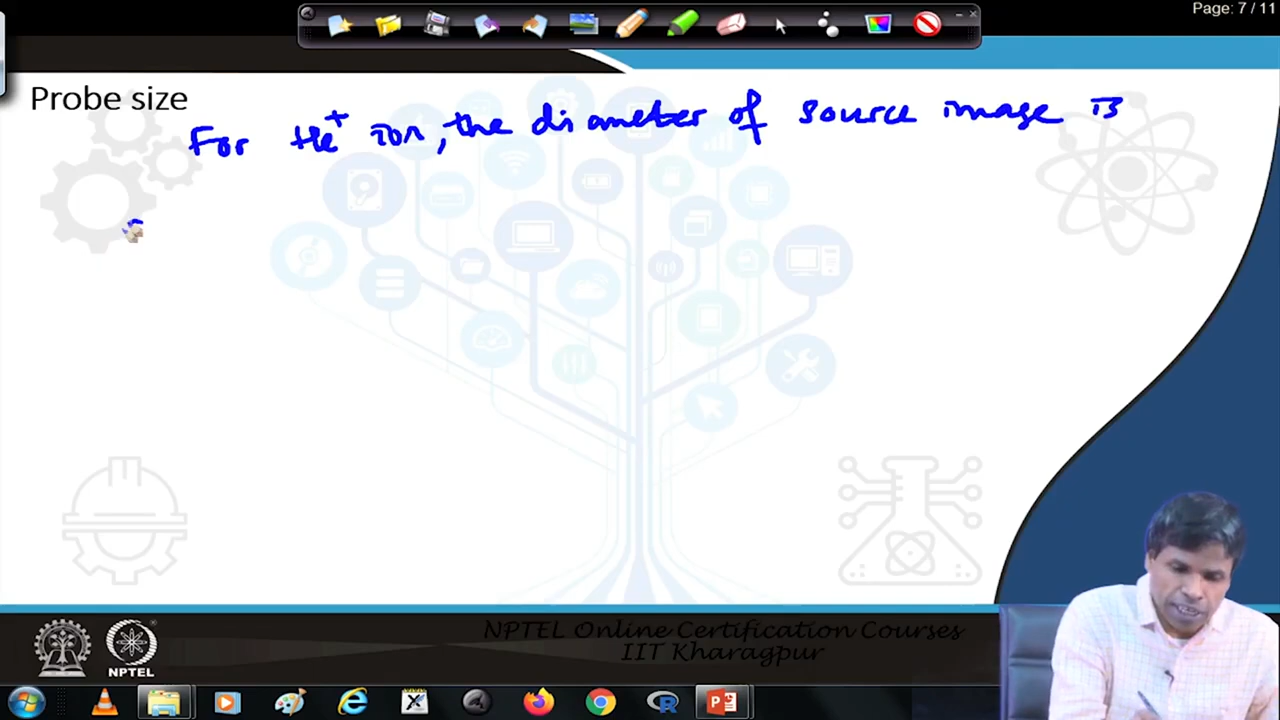 Page: 7 / 11
Probe size
For He+ ion, the diameter of source image is
NPTEL Online Certification Courses
IIT Kharagpur
NPTEL